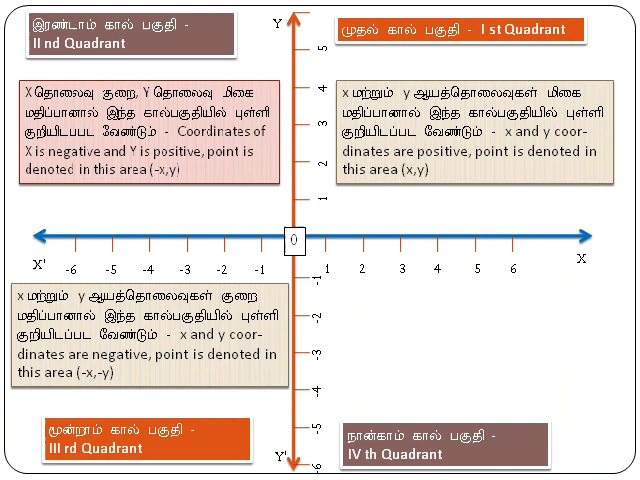 இரண்டாம் கால் பகுதி -
II nd Quadrant
Y
முதல் கால் பகுதி - I st Quadrant
X தொலைவு குறை, Y தொலைவு மிகை
மதிப்பானால் இந்த கால்பகுதியில் புள்ளி
குறியிடபபட வேண்டும் - Coordinates of
X is negative and Y is positive, point is
denoted in this area (-x,y)
x மற்றும் y ஆயத்தொலைவுகள் மிகை
மதிப்பானால் இந்த கால்பகுதியில் புள்ளி
குறியிடப்பட வேண்டும் - x and y coor-
dinates are positive, point is denoted in
this area (x,y)
5
4
3
2
1
0
X'
-6 -5 -4 -3 -2 -1
1 2 3 4 5 6
X
x மற்றும் y ஆயத்தொலைவுகள் குறை
மதிப்பானால் இந்த கால்பகுதியில் புள்ளி
குறியிடப்பட வேண்டும் - x and y coor-
dinates are negative, point is denoted in
this area (-x,-y)
-1
-2
-3
-4
-5
-6
மூன்றாம் கால் பகுதி -
III rd Quadrant
Y'
நான்காம் கால் பகுதி -
IV th Quadrant